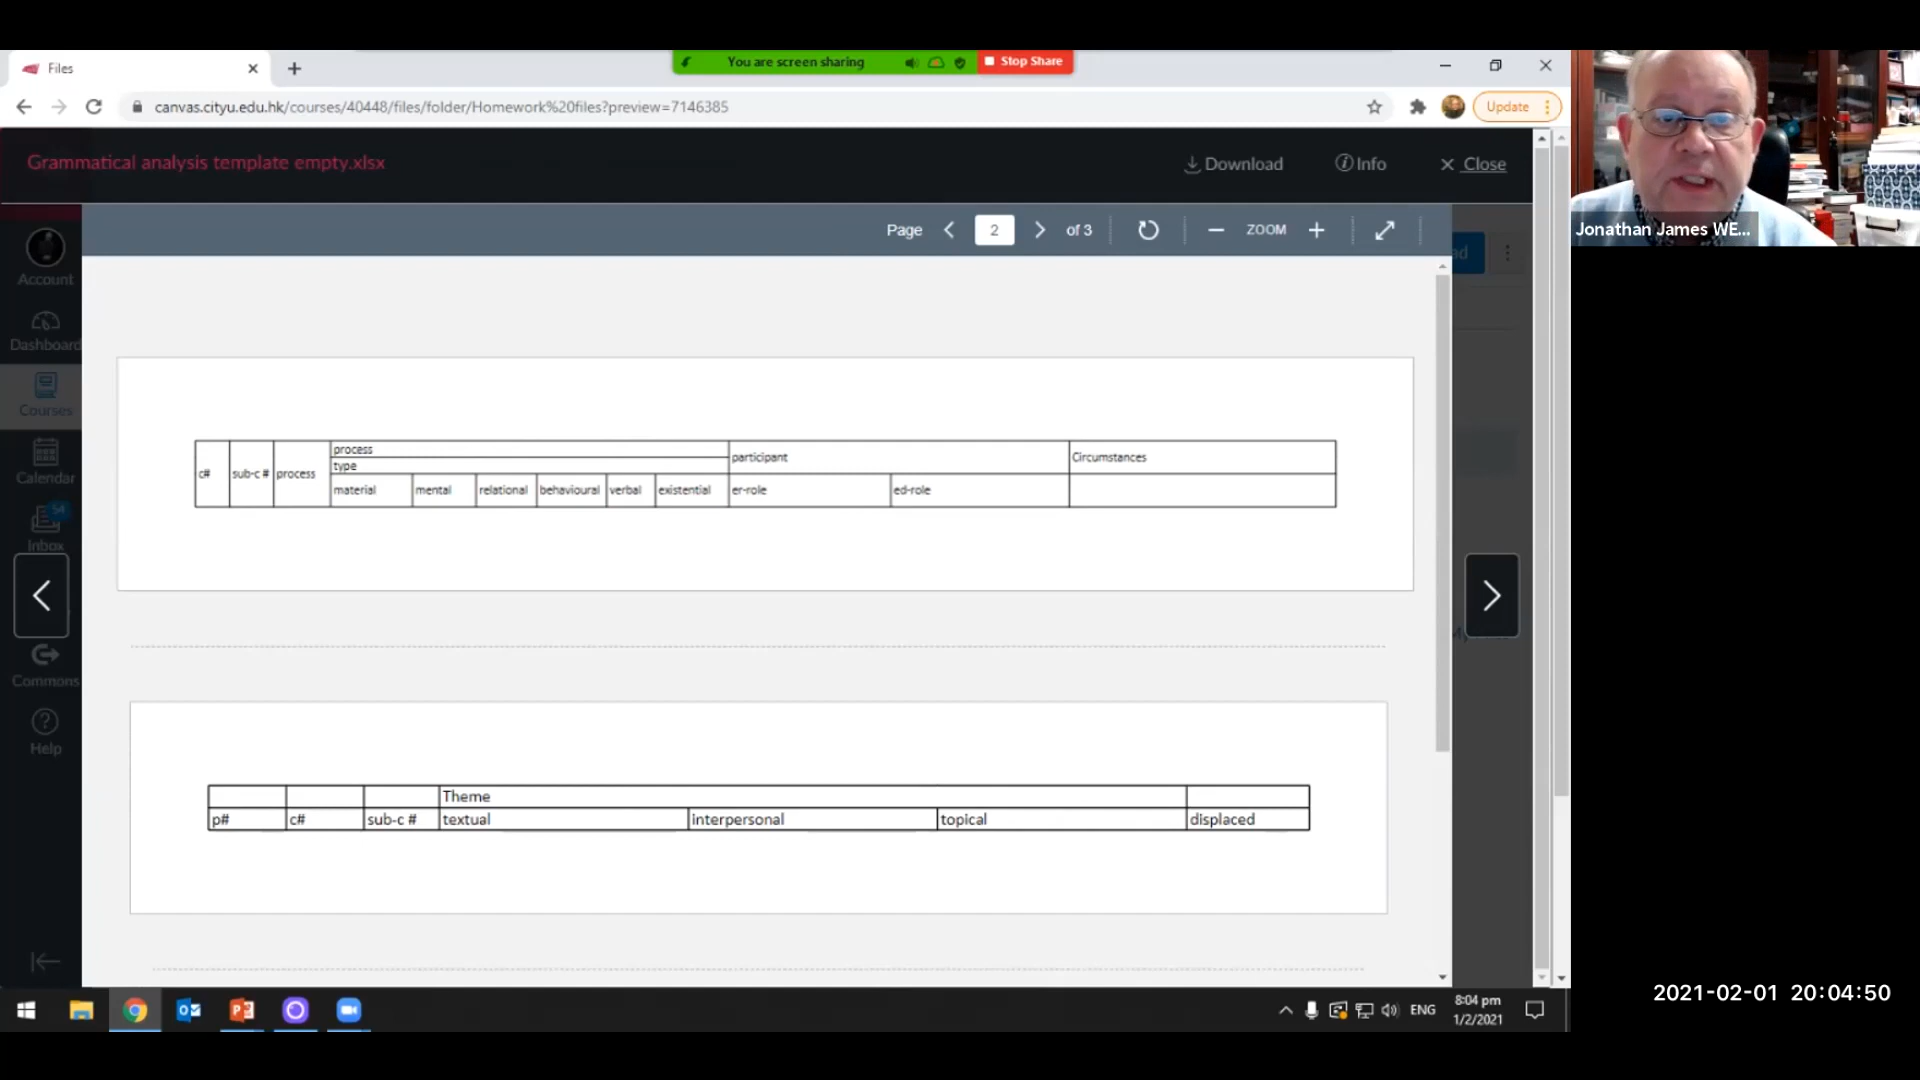 Files
You are screen sharing
Stop Share
canvas.cityu.edu.hk/courses/40448/files/folder/Homework%20files?preview=7146385
Update
Grammatical analysis template empty.xlsx
Download
Info
Close
Page 2 of 3
ZOOM
Account
Dashboard
Courses
Calendar
54
Inbox
Commons
Help
c# sub-c # process
process
type
participant
Circumstances
material mental relational behavioural verbal existential er-role ed-role
Theme
p# c# sub-c # textual interpersonal topical displaced
Jonathan James WE...
2021-02-01 20:04:50
ENG
8:04 pm
1/2/2021